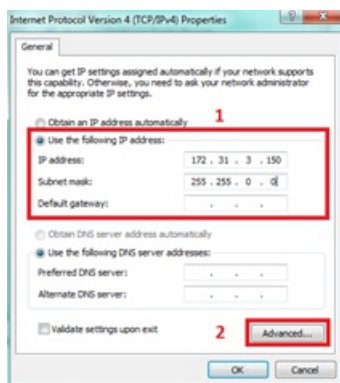 Internet Protocol Version 4 (TCP/IPv4) Properties
General
You can get IP settings assigned automatically if your network supports
this capability. Otherwise, you need to ask your network administrator
for the appropriate IP settings.
1
Obtain an IP address automatically
Use the following IP address:
IP address: 172 . 31 . 3 . 150
Subnet mask: 255 . 255 . 0 . 0
Default gateway: . . .
Obtain DNS server address automatically
Use the following DNS server addresses:
Preferred DNS server: . . .
Alternate DNS server: . . .
Validate settings upon exit 2 Advanced...
OK Cancel